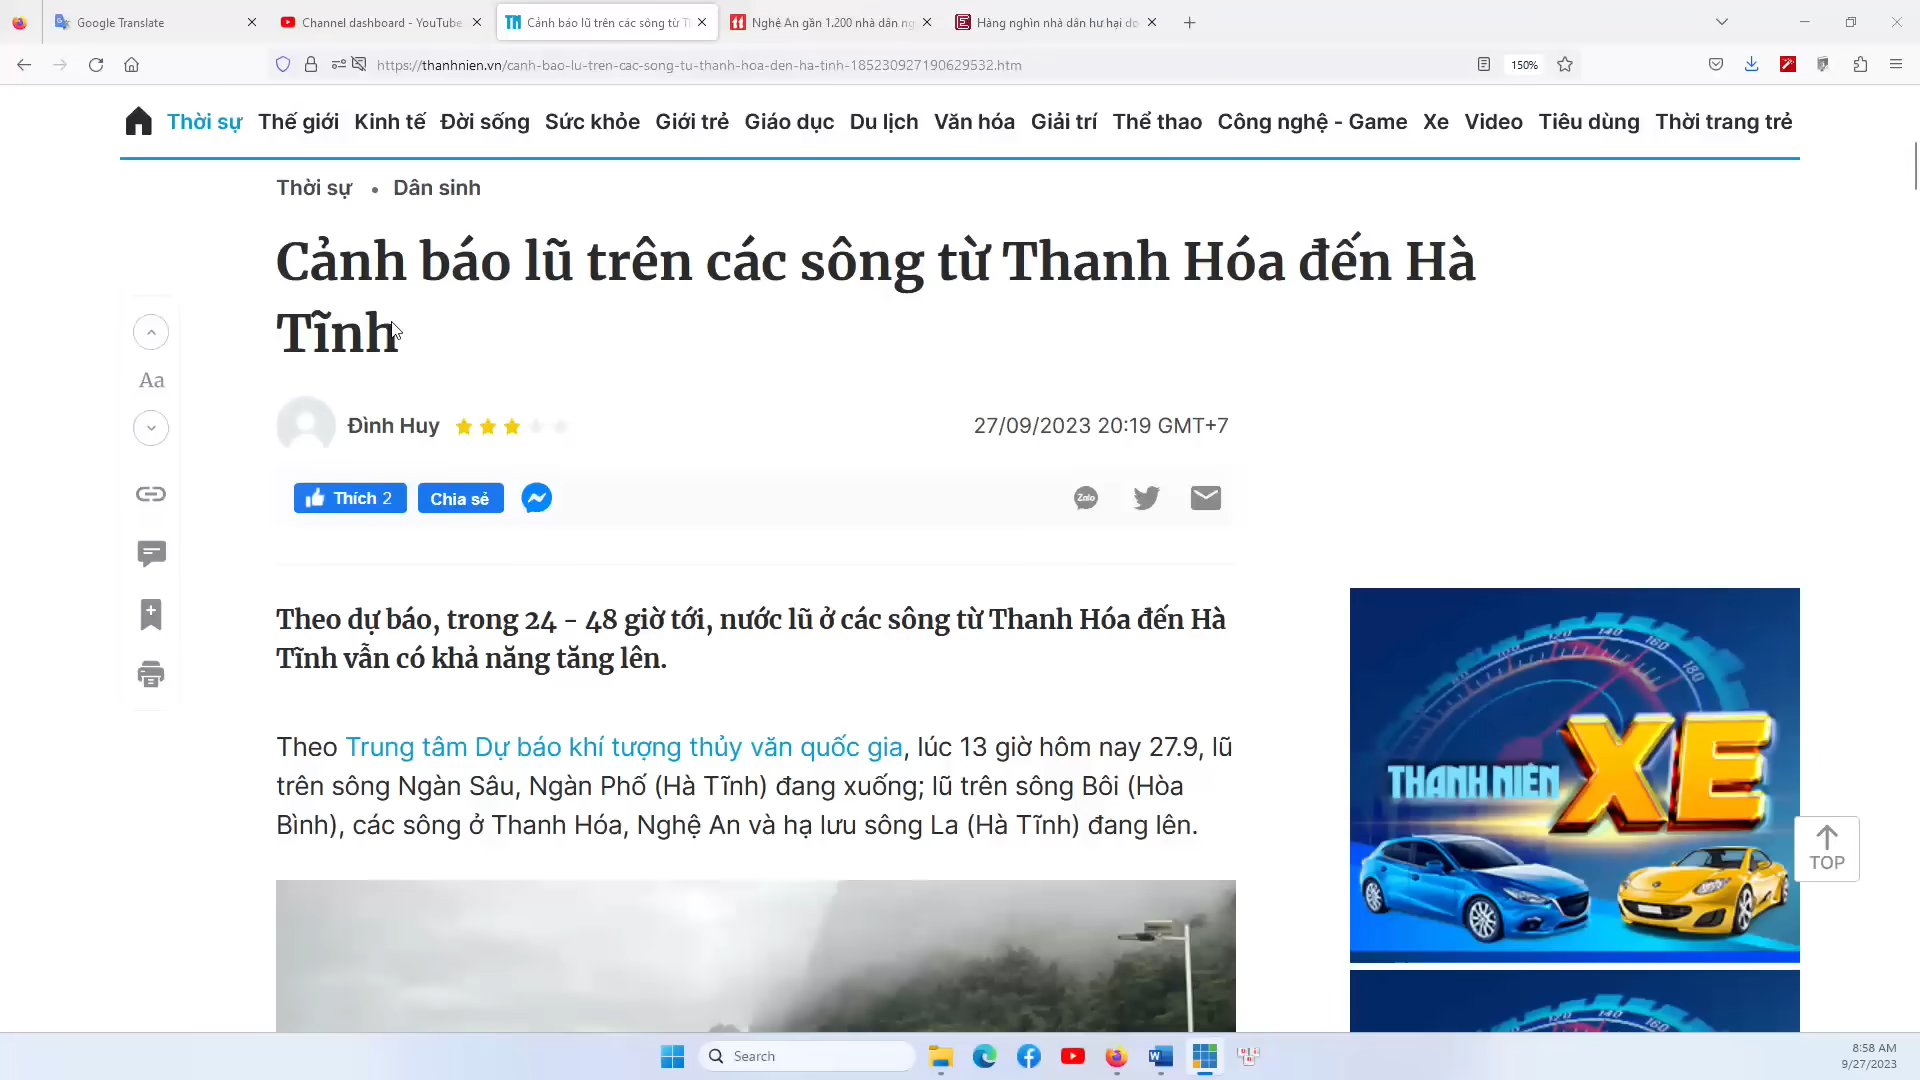 Google Translate
Channel dashboard - YouTube
Cảnh báo lũ trên các sông từ T
Nghệ An gần 1.200 nhà dân ng
Hàng nghìn nhà dân hư hại do
https://thanhnien.vn/canh-bao-lu-tren-cac-song-tu-thanh-hoa-den-ha-tinh-185230927190629532.htm
150%
Thời sự Thế giới Kinh tế Đời sống Sức khỏe Giới trẻ Giáo dục Du lịch Văn hóa Giải trí Thể thao Công nghệ - Game Xe Video Tiêu dùng Thời trang trẻ
Thời sự • Dân sinh
Cảnh báo lũ trên các sông từ Thanh Hóa đến Hà
Tĩnh
Aa
Đình Huy
27/09/2023 20:19 GMT+7
Thích 2
Chia sẻ
Zalo
Theo dự báo, trong 24 - 48 giờ tới, nước lũ ở các sông từ Thanh Hóa đến Hà
Tĩnh vẫn có khả năng tăng lên.
Theo Trung tâm Dự báo khí tượng thủy văn quốc gia, lúc 13 giờ hôm nay 27.9, lũ
trên sông Ngàn Sâu, Ngàn Phố (Hà Tĩnh) đang xuống; lũ trên sông Bôi (Hòa
Bình), các sông ở Thanh Hóa, Nghệ An và hạ lưu sông La (Hà Tĩnh) đang lên.
120 140 160 180
THANH NIÊN XE
TOP
120 140 160
Search
8:58 AM
9/27/2023